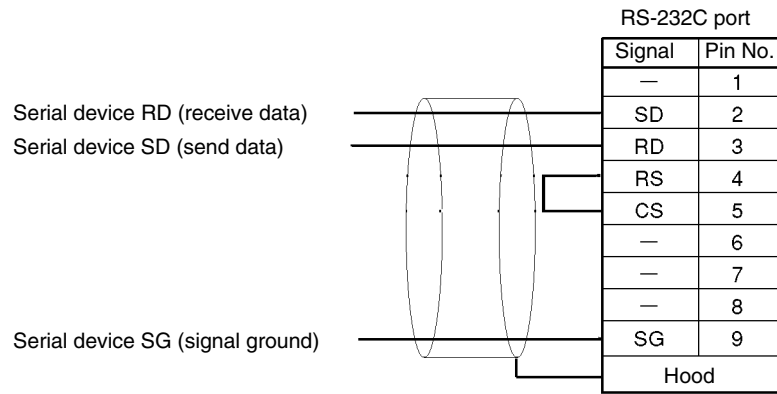 RS-232C port
Signal Pin No.
— 1
Serial device RD (receive data) SD 2
Serial device SD (send data) RD 3
RS 4
CS 5
— 6
— 7
— 8
Serial device SG (signal ground) SG 9
Hood